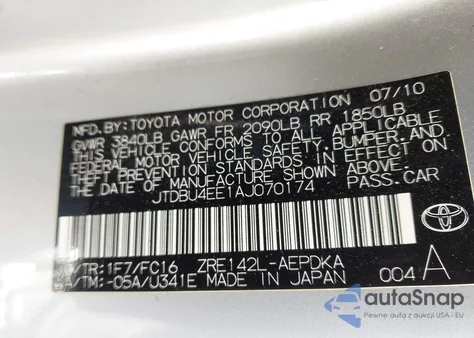 MFD.BY:TOYOTA MOTOR CORPORATION 07/10
GVWR 3840LB GAWR FR 2090LB RR 1850LB
THIS VEHICLE CONFORMS TO ALL APPLICABLE
FEDERAL MOTOR VEHICLE SAFETY,BUMPER,AND
THEFT PREVENTION STANDARDS IN EFFECT ON
THE DATE OF MANUFACTURE SHOWN ABOVE.
JTDBU4EE1AJ070174 PASS.CAR
TOYOTA
/TR:1F7/FC16 ZRE142L-AEPDKA
A/TM:-05A/U341E MADE IN JAPAN 004 A
autoSnap
Pewne auta z aukcji USA i EU